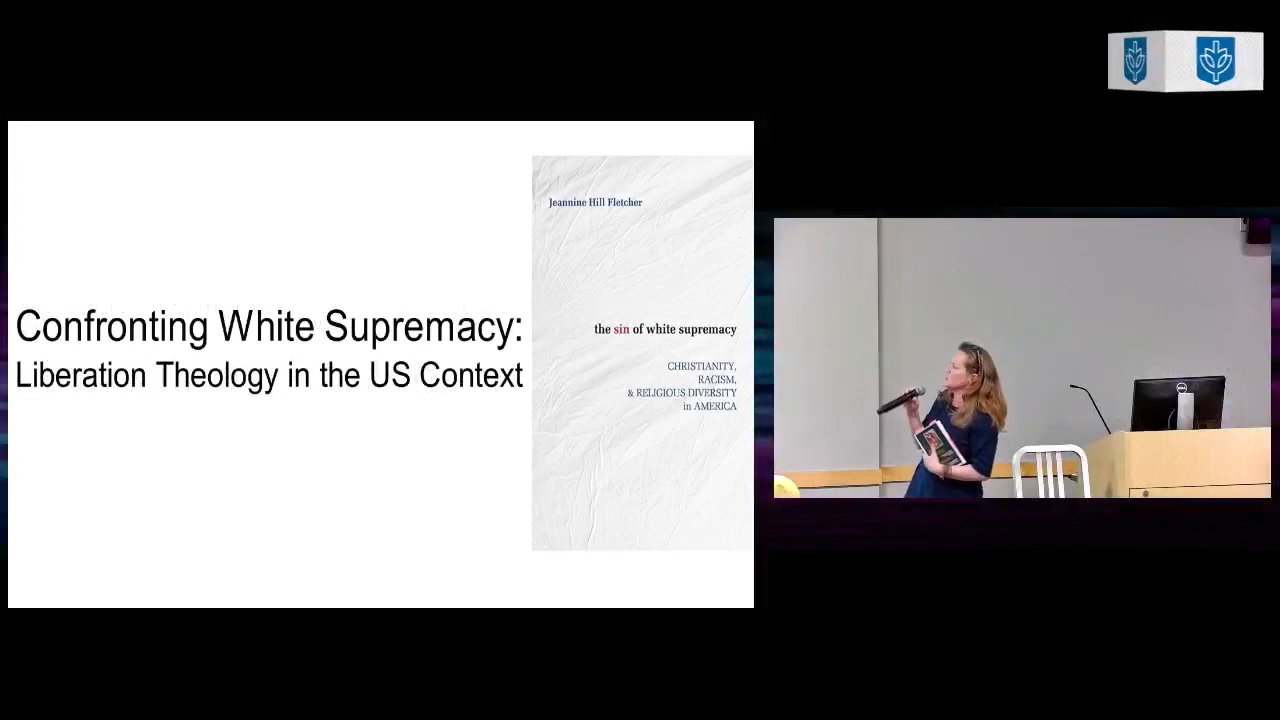 Confronting White Supremacy:
Liberation Theology in the US Context
Jeannine Hill Fletcher
the sin of white supremacy
CHRISTIANITY,
RACISM,
& RELIGIOUS DIVERSITY
in AMERICA
DELL